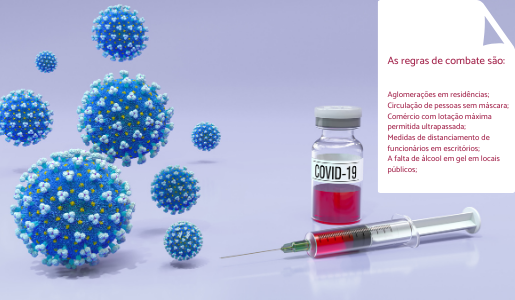 As regras de combate são:
Aglomerações em residências;
Circulação de pessoas sem máscara;
Comércio com lotação máxima
permitida ultrapassada;
Medidas de distanciamento de
funcionários em escritórios;
A falta de álcool em gel em locais
públicos;
COVID-19